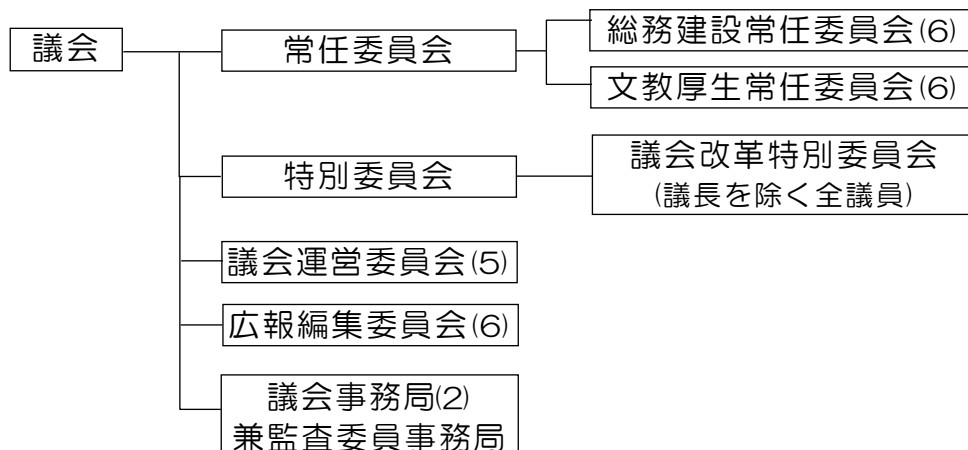 議会
常任委員会
総務建設常任委員会(6)
文教厚生常任委員会(6)
特別委員会
議会改革特別委員会
(議長を除く全議員)
議会運営委員会(5)
広報編集委員会(6)
議会事務局(2)
兼監査委員事務局